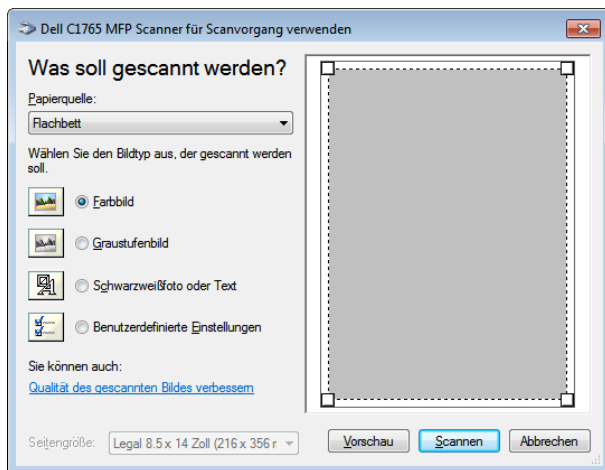 Dell C1765 MFP Scanner für Scanvorgang verwenden
Was soll gescannt werden?
Papierquelle:
Flachbett
Wählen Sie den Bildtyp aus, der gescannt werden
soll.
Farbbild
Graustufenbild
Schwarzweißfoto oder Text
Benutzerdefinierte Einstellungen
Sie können auch:
Qualität des gescannten Bildes verbessern
Seitengröße: Legal 8.5 x 14 Zoll (216 x 356 r
Vorschau Scannen Abbrechen